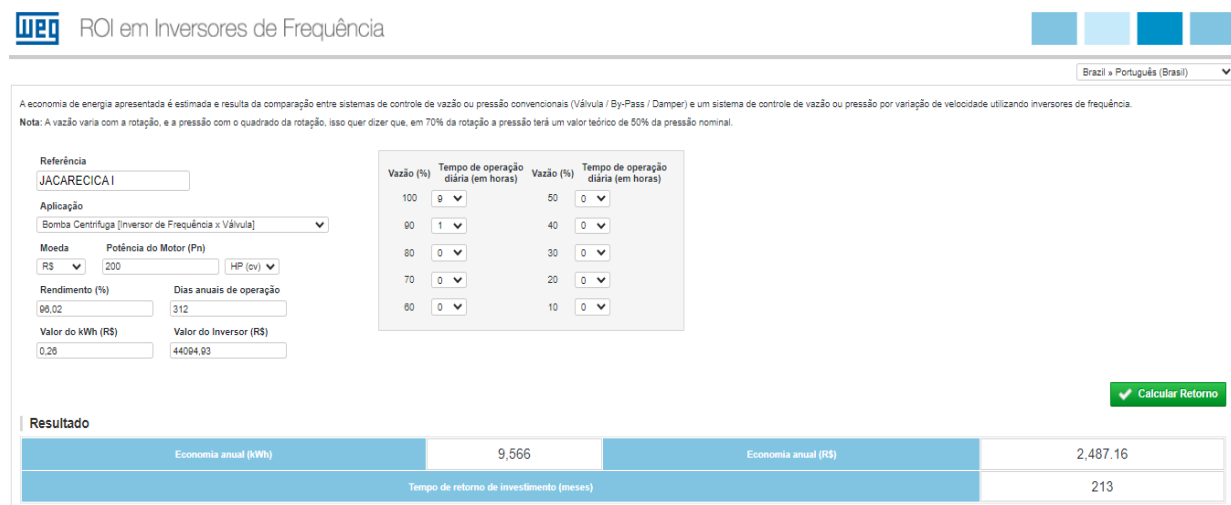 WEG ROI em Inversores de Frequência
Brazil » Português (Brasil)
A economia de energia apresentada é estimada e resulta da comparação entre sistemas de controle de vazão ou pressão convencionais (Válvula / By-Pass / Damper) e um sistema de controle de vazão ou pressão por variação de velocidade utilizando inversores de frequência.
Nota: A vazão varia com a rotação, e a pressão com o quadrado da rotação, isso quer dizer que, em 70% da rotação a pressão terá um valor teórico de 50% da pressão nominal.
Referência
JACARECICA I
Aplicação
Bomba Centrifuga [Inversor de Frequência x Válvula]
Moeda Potência do Motor (Pn)
R$ 200 HP (cv)
Rendimento (%) Dias anuais de operação
96,02 312
Valor do kWh (R$) Valor do Inversor (R$)
0,26 44094,93
Vazão (%) Tempo de operação diária (em horas) Vazão (%) Tempo de operação diária (em horas)
100 9 50 0
90 1 40 0
80 0 30 0
70 0 20 0
60 0 10 0
Calcular Retorno
Resultado
Economia anual (kWh) 9,566 Economia anual (R$) 2,487.16
Tempo de retorno de investimento (meses) 213